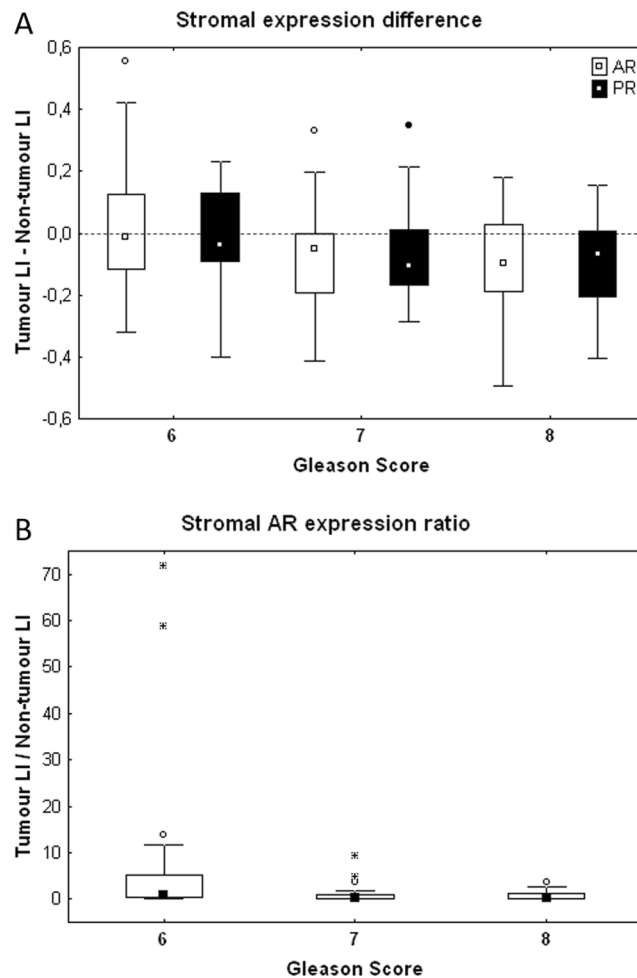 A
Stromal expression difference
Tumour LI - Non-tumour LI
0,6
0,4
0,2
0,0
-0,2
-0,4
-0,6
AR
PR
6 7 8
Gleason Score
B
Stromal AR expression ratio
Tumour LI / Non-tumour LI
70
60
50
40
30
20
10
0
6 7 8
Gleason Score